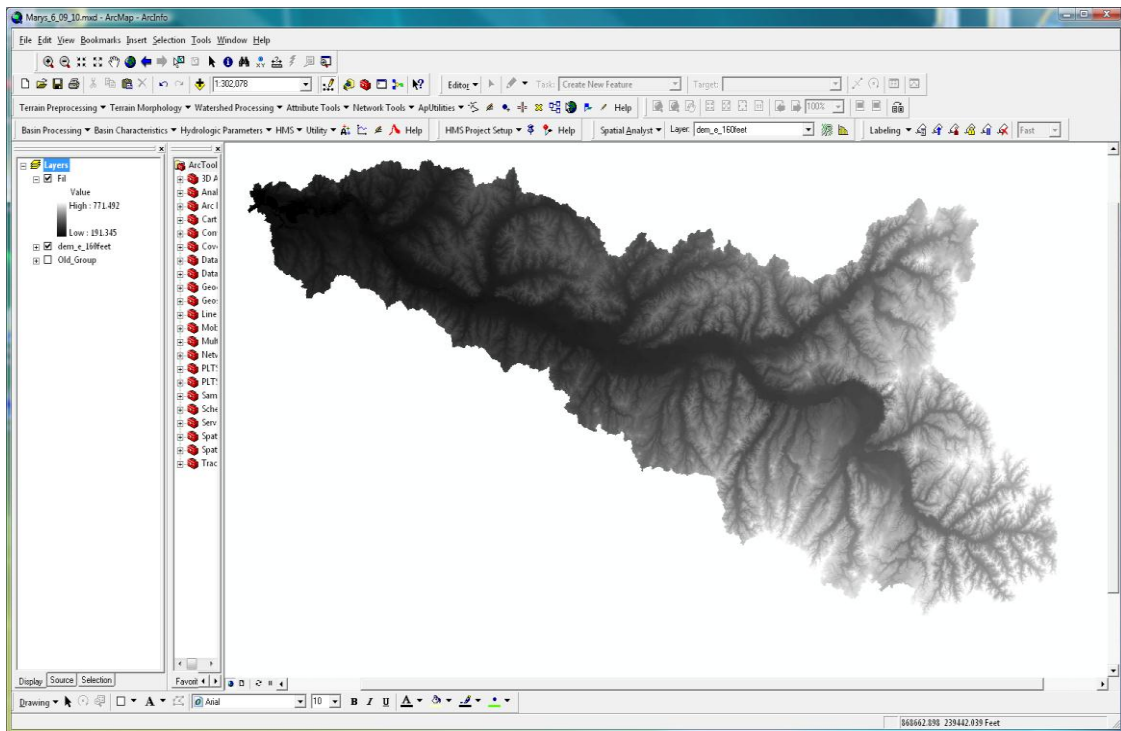 Marys_6_09_10.mxd - ArcMap - ArcInfo
File Edit View Bookmarks Insert Selection Tools Window Help
1:302,078 Editor Task: Create New Feature Target:
Terrain Preprocessing Terrain Morphology Watershed Processing Attribute Tools Network Tools ApUtilities Help 100%
Basin Processing Basin Characteristics Hydrologic Parameters HMS Utility Help HMS Project Setup Help Spatial Analyst Layer: dem_e_160feet Labeling Fast
Layers
Fil
Value
High : 771.492
Low : 191.345
dem_e_160feet
Old_Group
ArcTool
3D A
Anal
Arc I
Cart
Con
Cov
Data
Data
Geo
Geo
Line
Mob
Mult
Netv
PLTS
PLTS
Sam
Sche
Serv
Spat
Spat
Trac
Display Source Selection
Favorit
Drawing A Arial 10 B I U A
868662.898 239442.039 Feet